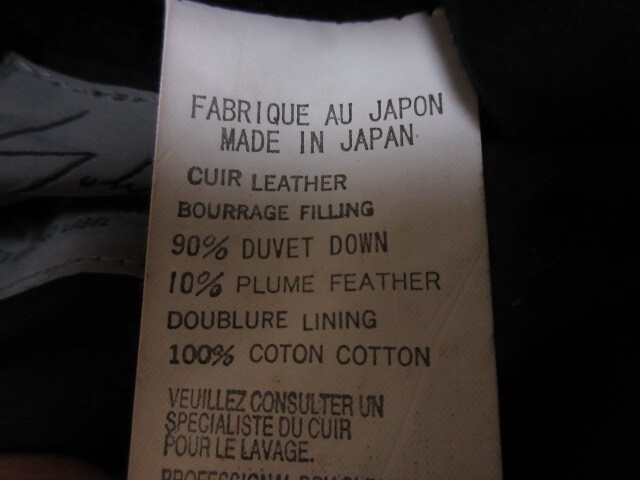 FABRIQUE AU JAPON
MADE IN JAPAN
CUIR LEATHER
BOURRAGE FILLING
90% DUVET DOWN
10% PLUME FEATHER
DOUBLURE LINING
100% COTON COTTON
VEUILLEZ CONSULTER UN
SPECIALISTE DU CUIR
POUR LE LAVAGE.
PROFESSIONAL